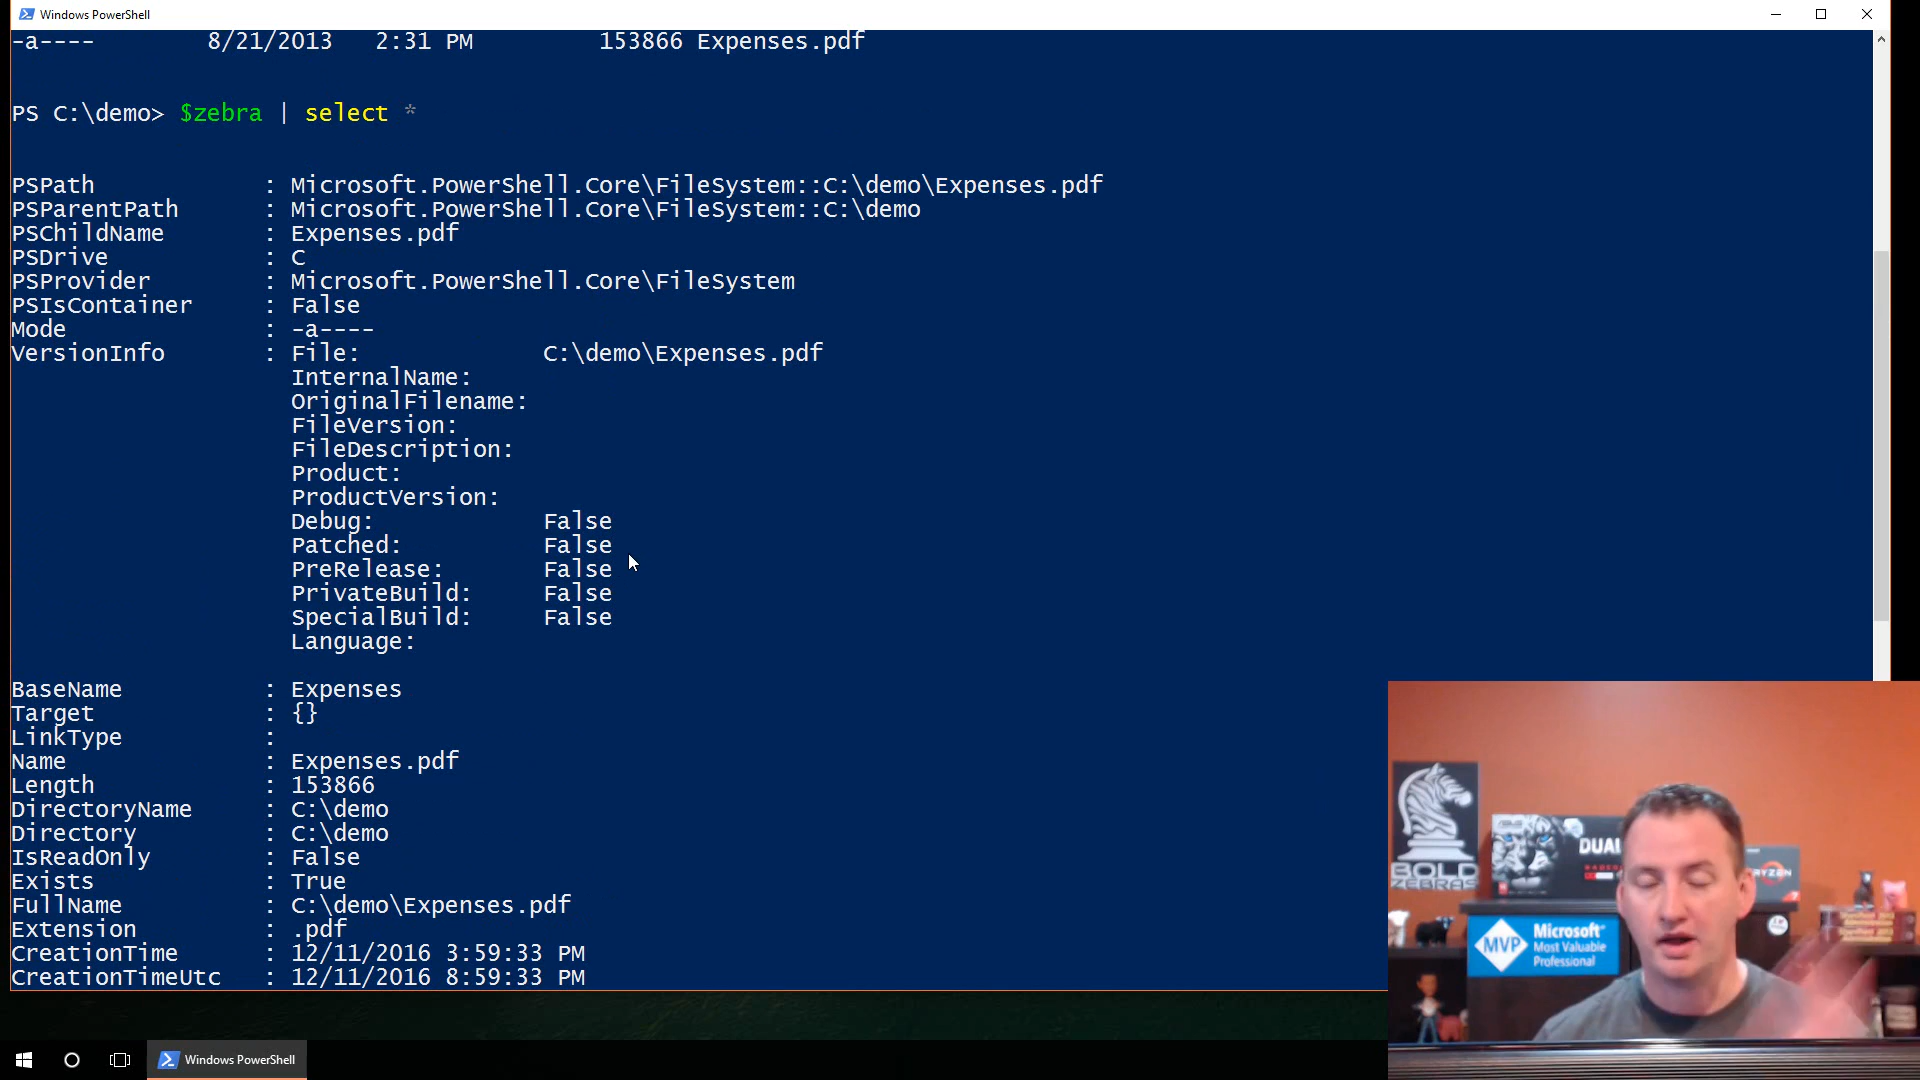 Windows PowerShell
-a---- 8/21/2013 2:31 PM 153866 Expenses.pdf
PS C:\demo> $zebra | select *
PSPath : Microsoft.PowerShell.Core\FileSystem::C:\demo\Expenses.pdf
PSParentPath : Microsoft.PowerShell.Core\FileSystem::C:\demo
PSChildName : Expenses.pdf
PSDrive : C
PSProvider : Microsoft.PowerShell.Core\FileSystem
PSIsContainer : False
Mode : -a----
VersionInfo : File: C:\demo\Expenses.pdf
InternalName:
OriginalFilename:
FileVersion:
FileDescription:
Product:
ProductVersion:
Debug: False
Patched: False
PreRelease: False
PrivateBuild: False
SpecialBuild: False
Language:
BaseName : Expenses
Target : {}
LinkType :
Name : Expenses.pdf
Length : 153866
DirectoryName : C:\demo
Directory : C:\demo
IsReadOnly : False
Exists : True
FullName : C:\demo\Expenses.pdf
Extension : .pdf
CreationTime : 12/11/2016 3:59:33 PM
CreationTimeUtc : 12/11/2016 8:59:33 PM
BOLD
ZEBRAS
DUAL
RYZEN
MVP
Microsoft®
Most Valuable
Professional
Windows PowerShell